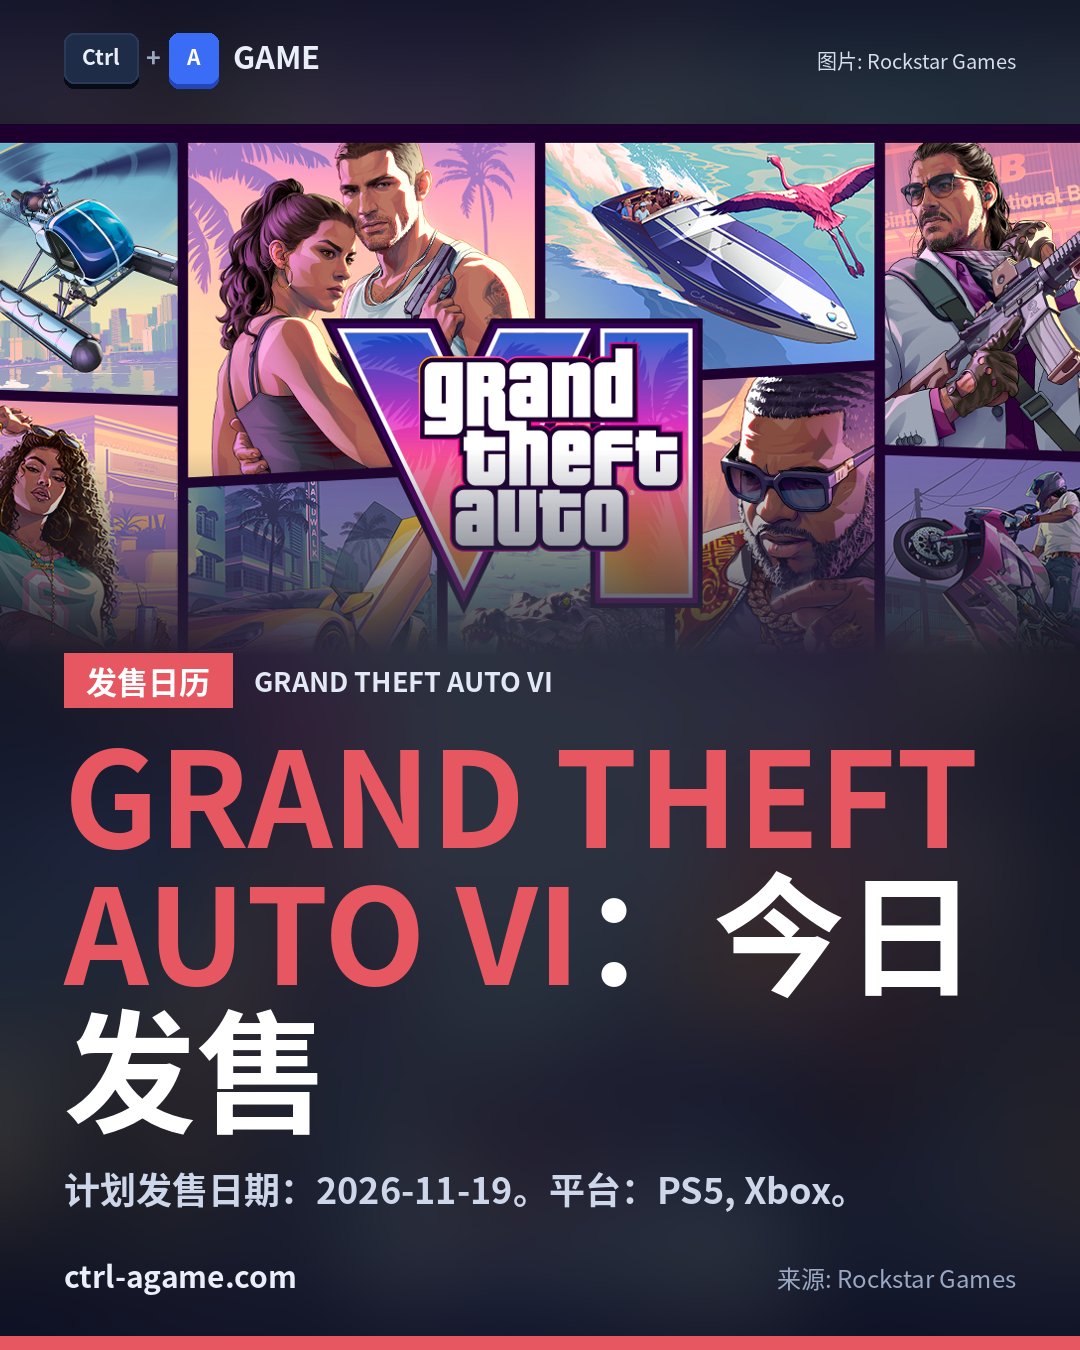 Ctrl + A GAME
图片: Rockstar Games
grand
theft
auto
VI
发售日历
GRAND THEFT AUTO VI
GRAND THEFT
AUTO VI：今日
发售
计划发售日期：2026-11-19。平台：PS5, Xbox。
ctrl-agame.com
来源: Rockstar Games